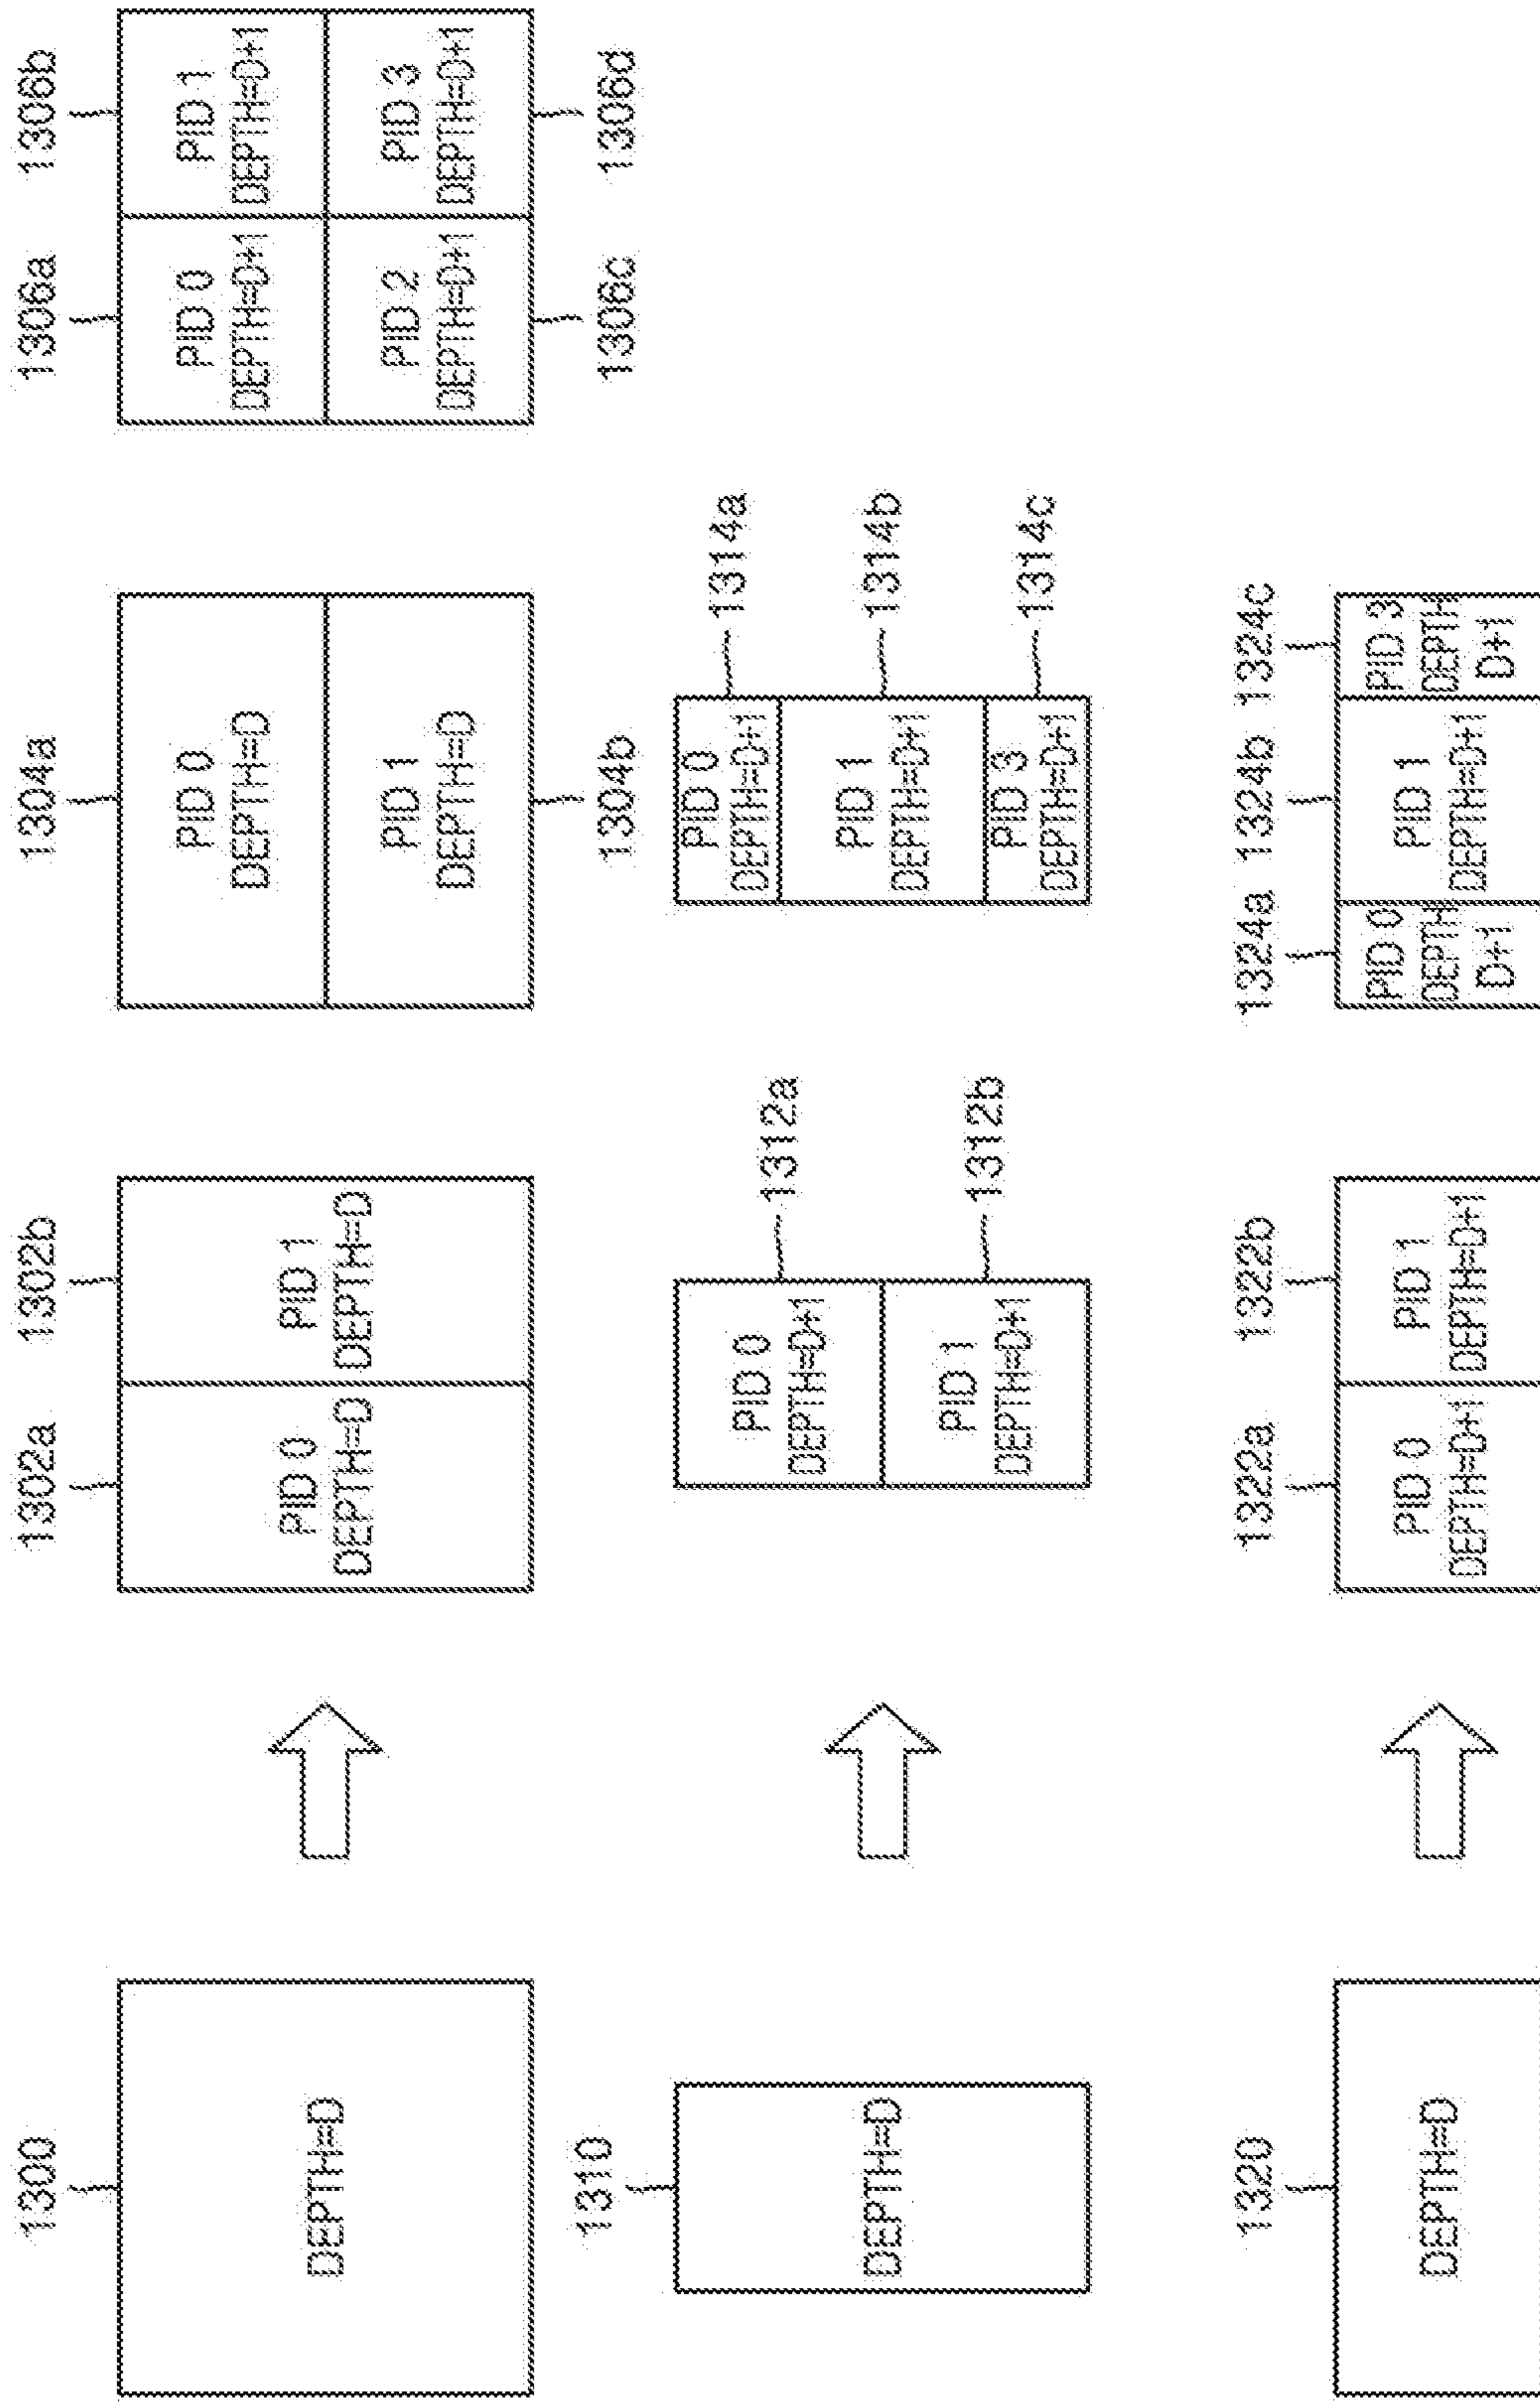 1300
DEPTH=D
1302a
1302b
PID 0
DEPTH=D
PID 1
DEPTH=D
1304a
PID 0
DEPTH=D
PID 1
DEPTH=D
1304b
1306a
1306b
PID 0
DEPTH=D+1
PID 1
DEPTH=D+1
PID 2
DEPTH=D+1
PID 3
DEPTH=D+1
1306c
1306d
1310
DEPTH=D
PID 0
DEPTH=D+1
1312a
PID 1
DEPTH=D+1
1312b
PID 0
DEPTH=D+1
1314a
PID 1
DEPTH=D+1
1314b
PID 3
DEPTH=D+1
1314c
1320
DEPTH=D
1322a
1322b
PID 0
DEPTH=D+1
PID 1
DEPTH=D+1
1324a
1324b
1324c
PID 0
DEPTH
D+1
PID 1
DEPTH=D+1
PID 3
DEPTH
D+1